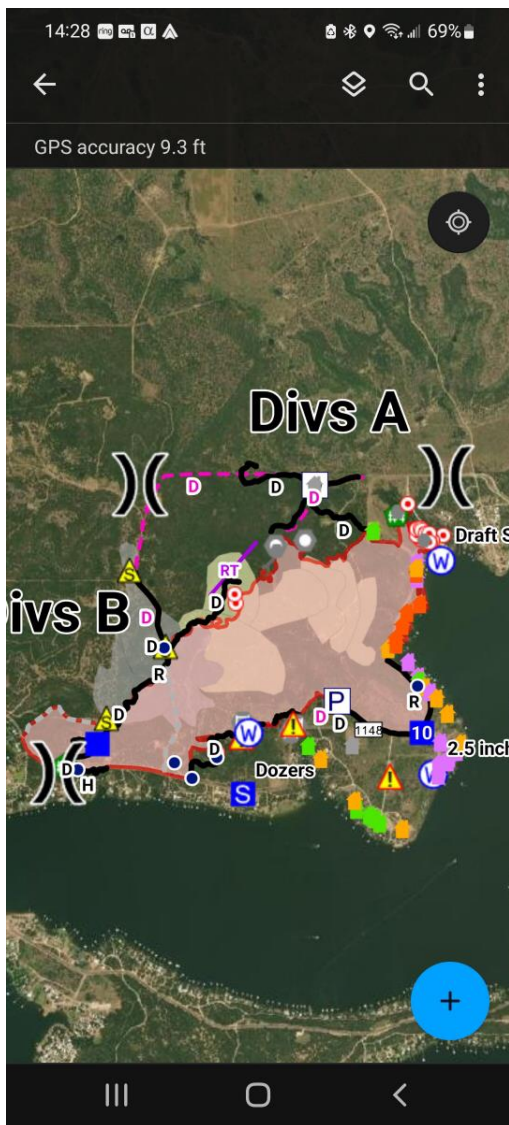 14:28
69%
GPS accuracy 9.3 ft
Divs A
)( )(
D D D
D
Draft S
W
RT
S
D
ivs B D
D
R
R
S D
P
D D
1148
10
W
D
2.5 inch
)( D
H
Dozers
W
S